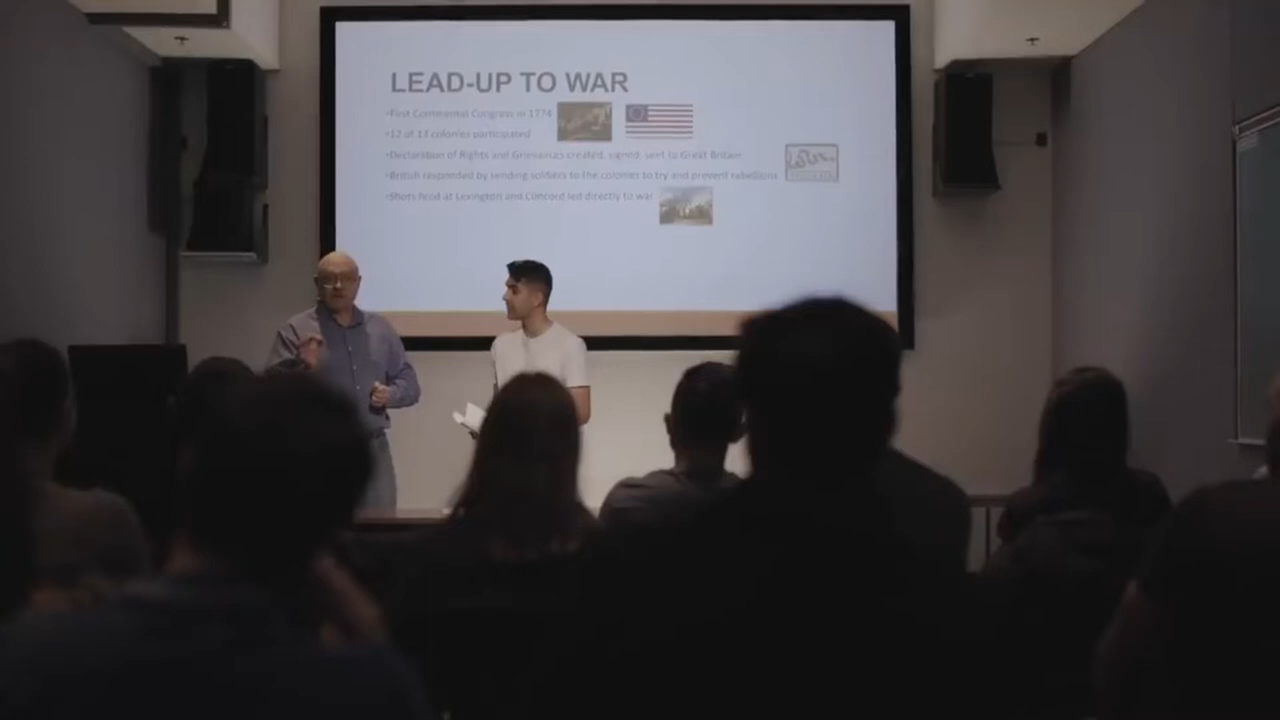 LEAD-UP TO WAR
•First Continental Congress in 1774
•12 of 13 colonies participated
•Declaration of Rights and Grievances created, signed, sent to Great Britain
•British responded by sending soldiers to the colonies to try and prevent rebellions
•Shots fired at Lexington and Concord led directly to war